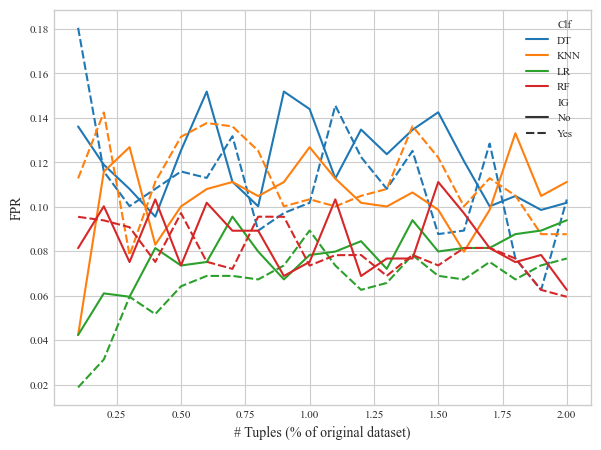 0.18
0.16
0.14
0.12
0.10
0.08
0.06
0.04
0.02
FPR
0.25
0.50
0.75
1.00
1.25
1.50
1.75
2.00
# Tuples (% of original dataset)
Clf
DT
KNN
LR
RF
IG
No
Yes